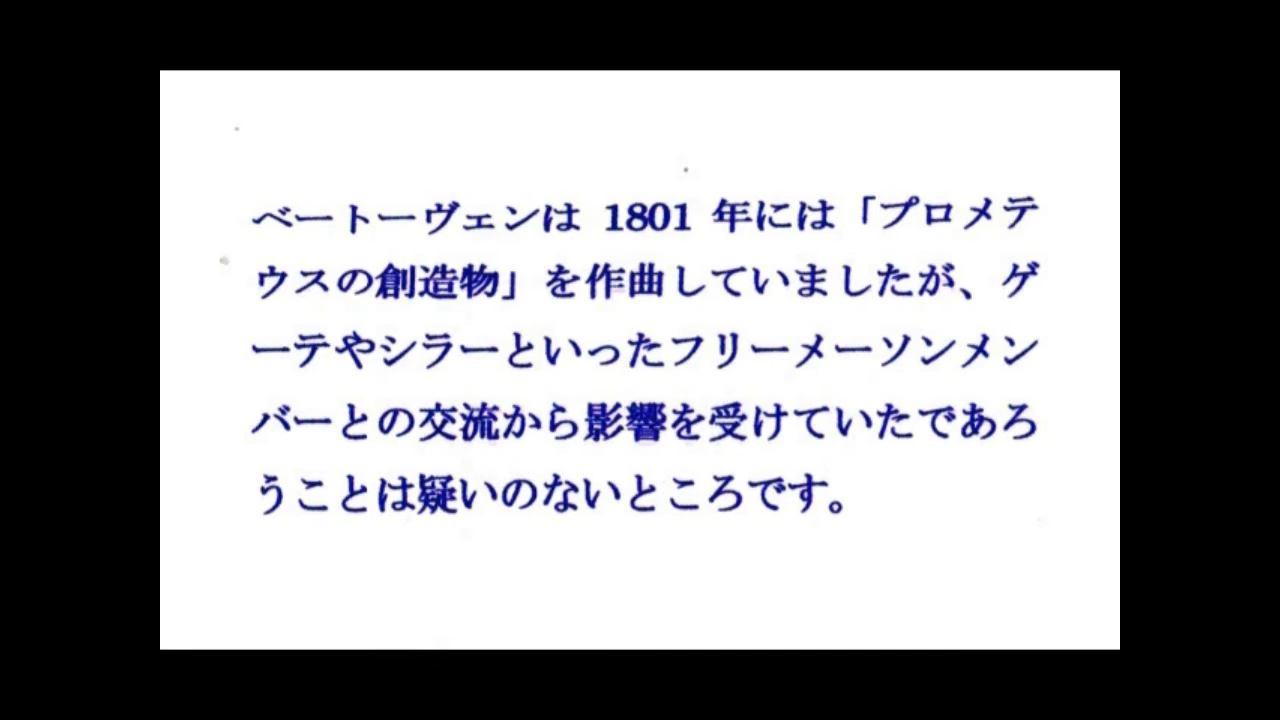 ベートーヴェンは 1801 年には「プロメテ
ウスの創造物」を作曲していましたが、ゲ
ーテやシラーといったフリーメーソンメン
バーとの交流から影響を受けていたであろ
うことは疑いのないところです。